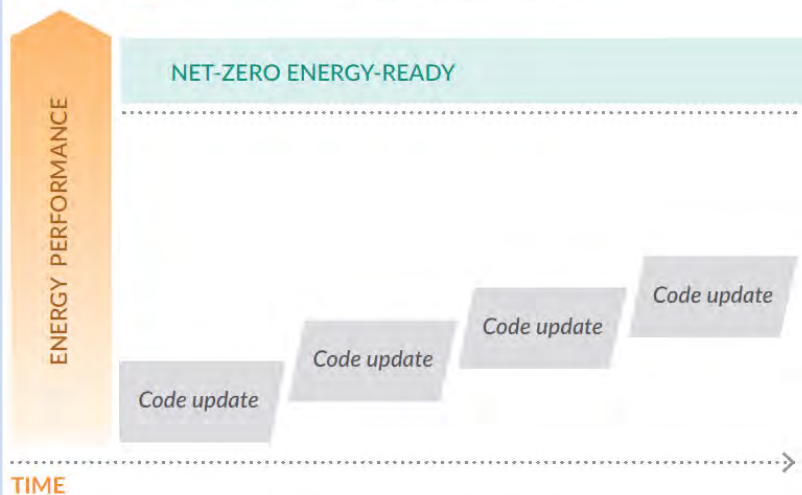 NET-ZERO ENERGY-READY
ENERGY PERFORMANCE
Code update
Code update
Code update
Code update
TIME